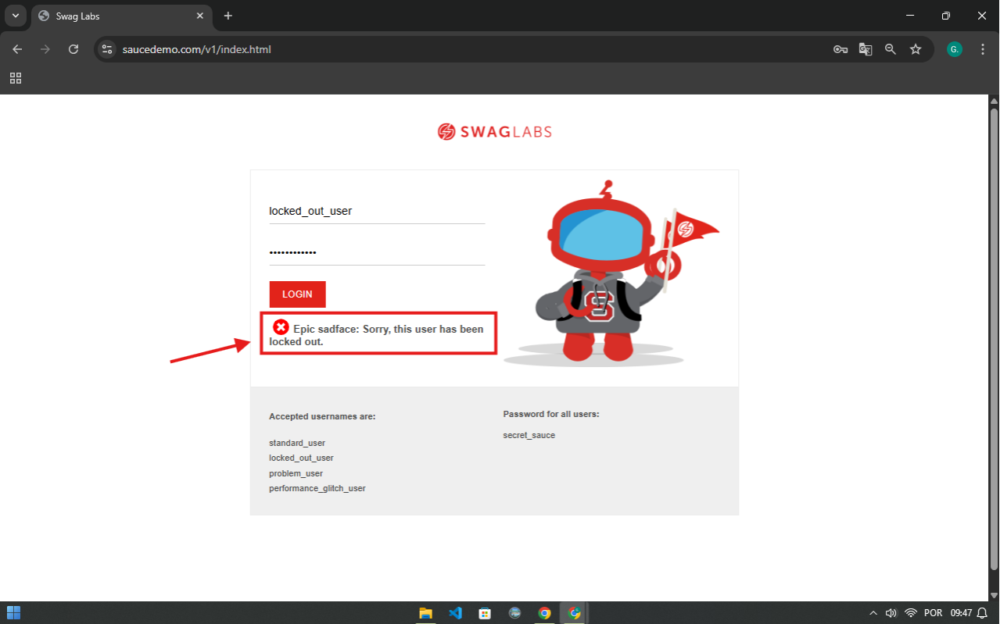 Swag Labs
saucedemo.com/v1/index.html
G.
SWAGLABS
locked_out_user
••••••••••••
LOGIN
Epic sadface: Sorry, this user has been
locked out.
S
Accepted usernames are:
standard_user
locked_out_user
problem_user
performance_glitch_user
Password for all users:
secret_sauce
POR
09:47